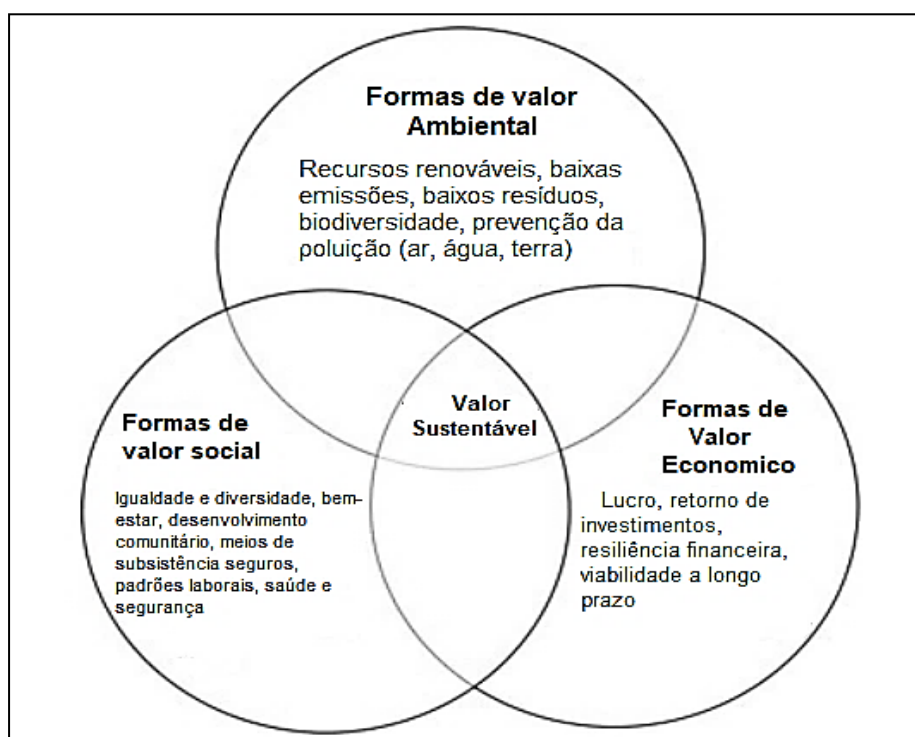 Formas de valor
Ambiental
Recursos renováveis, baixas
emissões, baixos resíduos,
biodiversidade, prevenção da
poluição (ar, água, terra)
Valor
Sustentável
Formas de
valor social
Igualdade e diversidade, bem-
estar, desenvolvimento
comunitário, meios de
subsistência seguros,
padrões laborais, saúde e
segurança
Formas de
Valor
Economico
Lucro, retorno de
investimentos,
resiliência financeira,
viabilidade a longo
prazo